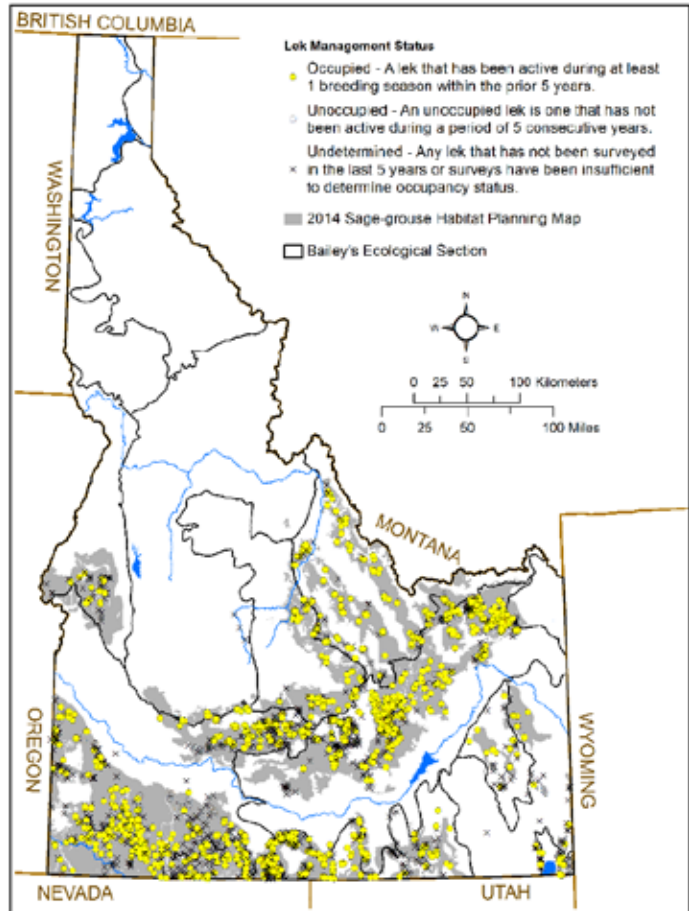 BRITISH COLUMBIA
Lek Management Status
Occupied - A lek that has been active during at least
1 breeding season within the prior 5 years.
Unoccupied - An unoccupied lek is one that has not
been active during a period of 5 consecutive years.
Undetermined - Any lek that has not been surveyed
in the last 5 years or surveys have been insufficient
to determine occupancy status.
2014 Sage-grouse Habitat Planning Map
Bailey's Ecological Section
WASHINGTON
N
W E
S
0 25 50 100 Kilometers
0 25 50 100 Miles
MONTANA
OREGON
WYOMING
NEVADA
UTAH